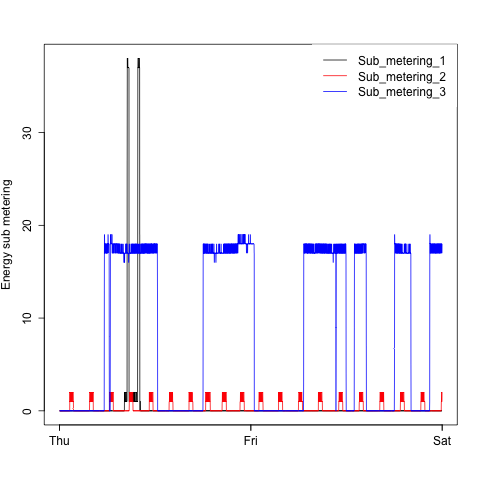 Sub_metering_1
Sub_metering_2
Sub_metering_3
Energy sub metering
30
20
10
0
Thu
Fri
Sat